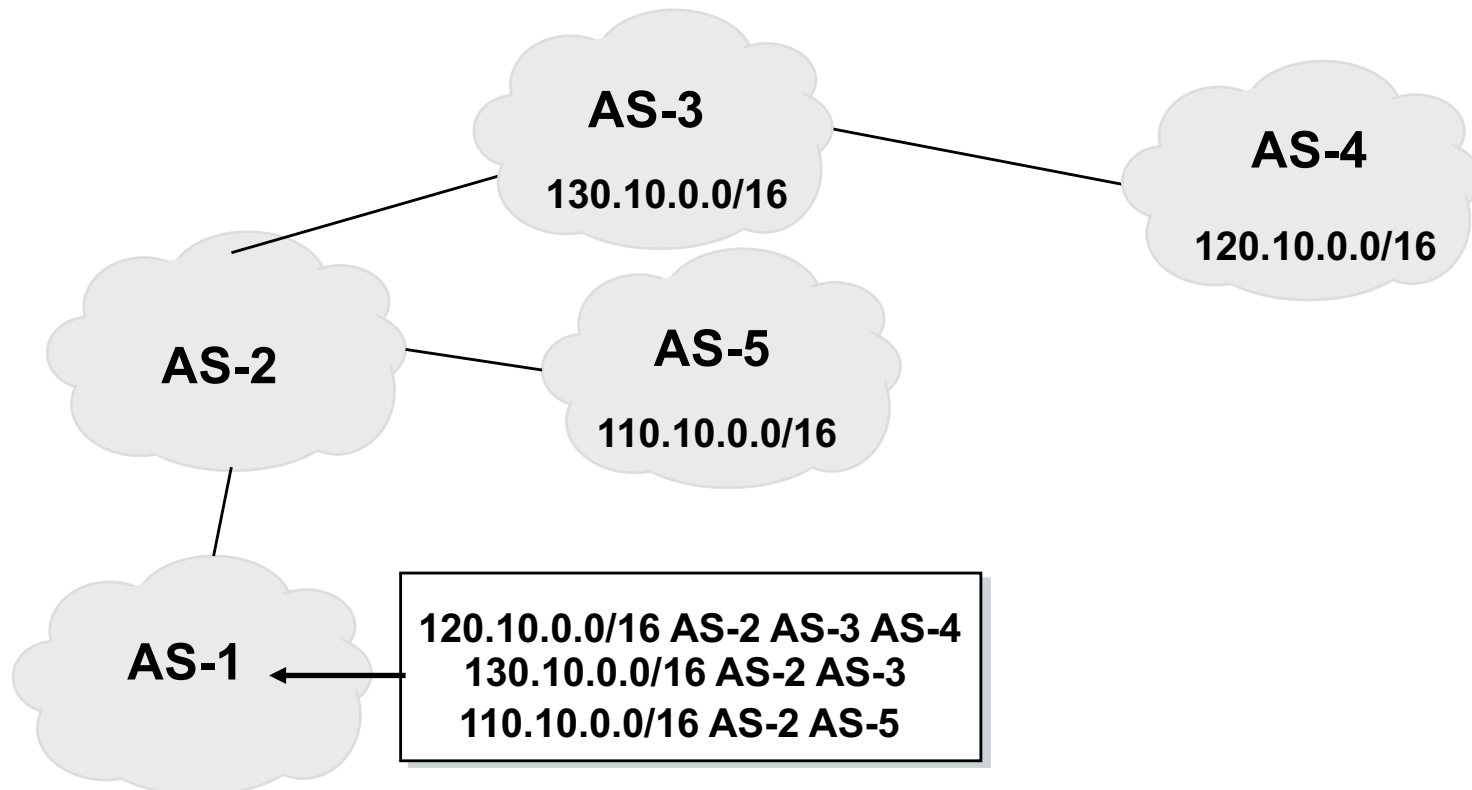 AS-3
130.10.0.0/16
AS-4
120.10.0.0/16
AS-2
AS-5
110.10.0.0/16
AS-1
120.10.0.0/16 AS-2 AS-3 AS-4
130.10.0.0/16 AS-2 AS-3
110.10.0.0/16 AS-2 AS-5